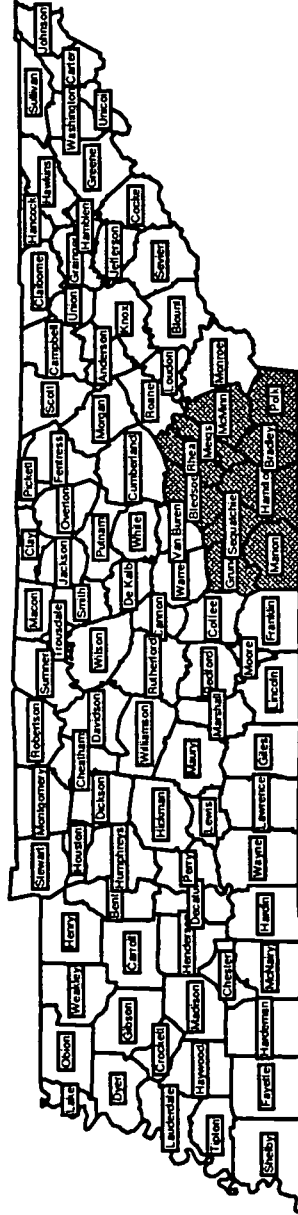 Lake
Obion
Weakley
Henry
Stewart
Montgomery
Robertson
Sumner
Macon
Clay
Pickett
Scott
Campbell
Claiborne
Hancock
Hawkins
Sullivan
Johnson
Dyer
Gibson
Carroll
Bent
Houston
Humphreys
Dickson
Cheatham
Davidson
Wilson
Trousdale
Smith
Jackson
Overton
Fentress
Morgan
Anderson
Union
Grainger
Hamblen
Greene
Washington
Carter
Unicoi
Lauderdale
Crockett
Haywood
Madison
Henderson
Decatu
Perry
Hickman
Williamson
Rutherford
Cannon
De Kalb
Putnam
White
Cumberland
Roane
Loudon
Knox
Blount
Jefferson
Sevier
Cocke
Tipton
Chester
Lewis
Maury
Marshall
Bedford
Coffee
Warre
Van Buren
Bledsoe
Rhea
Meigs
McMinn
Monroe
Shelby
Fayette
Hardeman
McNairy
Hardin
Wayne
Lawrence
Giles
Lincoln
Moore
Franklin
Grun
Sequatchie
Marion
Hamilton
Bradley
Polk